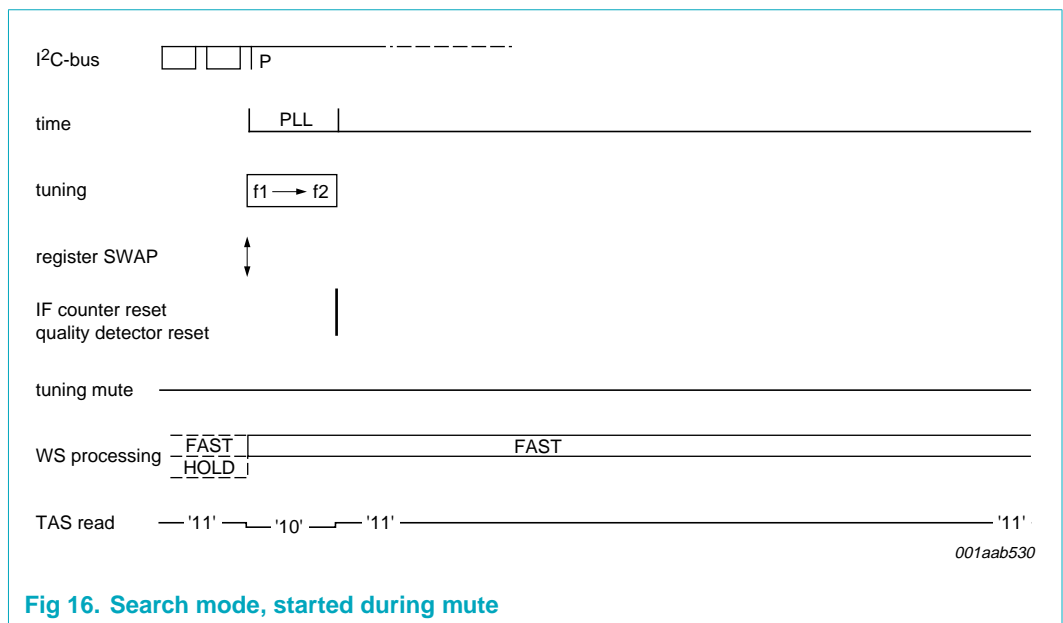 I2C-bus P
time PLL
tuning f1 f2
register SWAP
IF counter reset
quality detector reset
tuning mute
FAST FAST
WS processing
HOLD
TAS read '11' '10' '11' '11'
001aab530
Fig 16. Search mode, started during mute